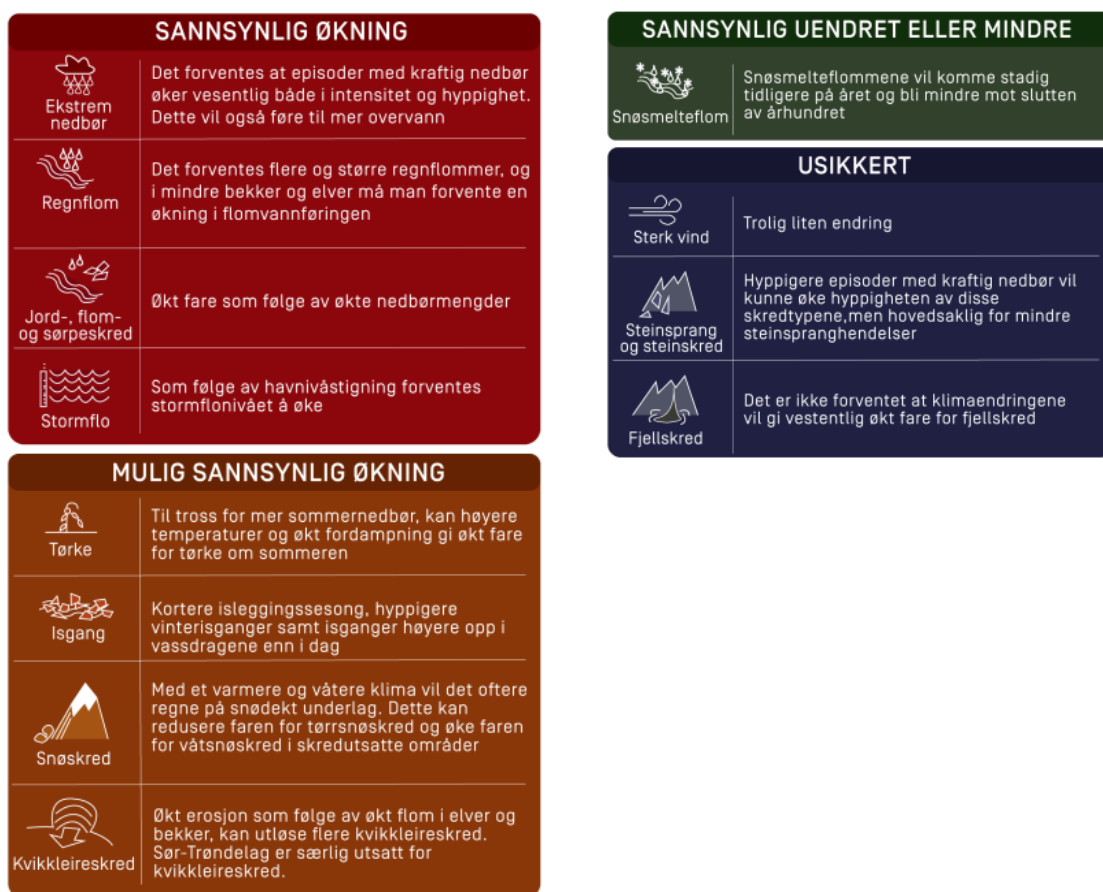 SANNSYNLIG ØKNING
Ekstrem
nedbør
Det forventes at episoder med kraftig nedbør
øker vesentlig både i intensitet og hyppighet.
Dette vil også føre til mer overvann
Regnflom
Det forventes flere og større regnflommer, og
i mindre bekker og elver må man forvente en
økning i flomvannføringen
Jord-, flom-
og sørpeskred
Økt fare som følge av økte nedbørmengder
Stormflo
Som følge av havnivåstigning forventes
stormflonivået å øke
MULIG SANNSYNLIG ØKNING
Tørke
Til tross for mer sommernedbør, kan høyere
temperaturer og økt fordampning gi økt fare
for tørke om sommeren
Isgang
Kortere isleggingssesong, hyppigere
vinterisganger samt isganger høyere opp i
vassdragene enn i dag
Snøskred
Med et varmere og våtere klima vil det oftere
regne på snødekt underlag. Dette kan
redusere faren for tørrsnøskred og øke faren
for våtsnøskred i skredutsatte områder
Kvikkleireskred
Økt erosjon som følge av økt flom i elver og
bekker, kan utløse flere kvikkleireskred.
Sør-Trøndelag er særlig utsatt for
kvikkleireskred.
SANNSYNLIG UENDRET ELLER MINDRE
Snøsmelteflom
Snøsmelteflommene vil komme stadig
tidligere på året og bli mindre mot slutten
av århundret
USIKKERT
Sterk vind
Trolig liten endring
Steinsprang
og steinskred
Hyppigere episoder med kraftig nedbør vil
kunne øke hyppigheten av disse
skredtypene,men hovedsaklig for mindre
steinspranghendelser
Fjellskred
Det er ikke forventet at klimaendringene
vil gi vestentlig økt fare for fjellskred